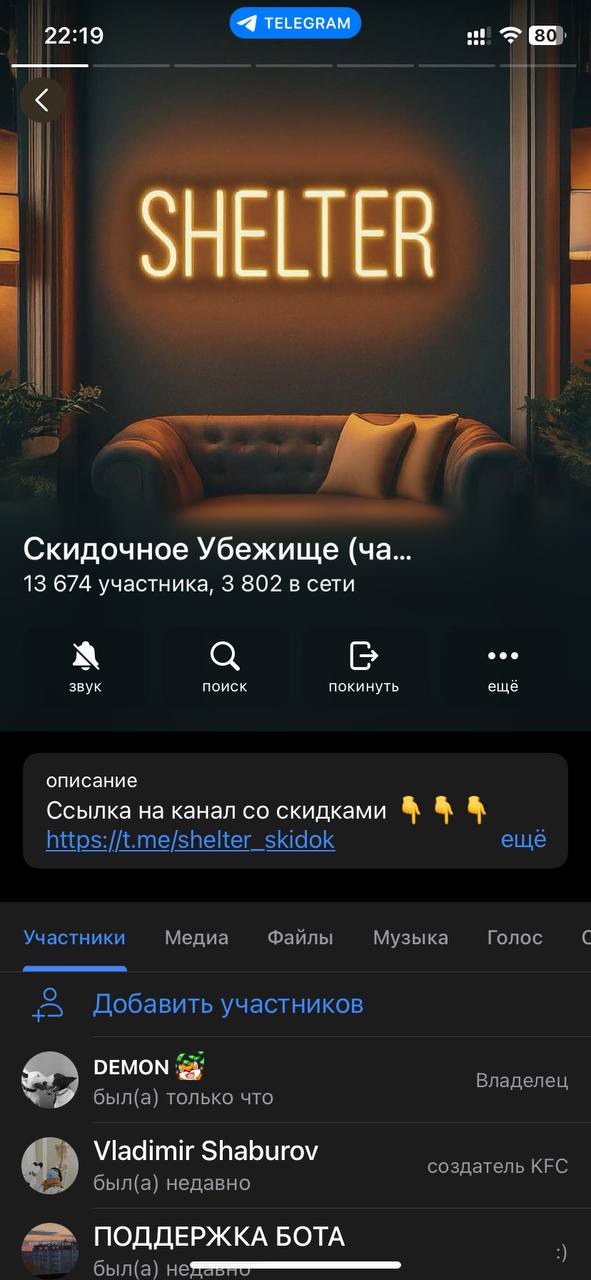 22:19
TELEGRAM
80
SHELTER
Скидочное Убежище (ча...
13 674 участника, 3 802 в сети
звук
поиск
покинуть
ещё
описание
Ссылка на канал со скидками 👇 👇 👇
https://t.me/shelter_skidok
ещё
Участники Медиа Файлы Музыка Голос С
Добавить участников
DEMON
Владелец
был(а) только что
Vladimir Shaburov
создатель KFC
был(а) недавно
ПОДДЕРЖКА БОТА
:)
был(а) недавно